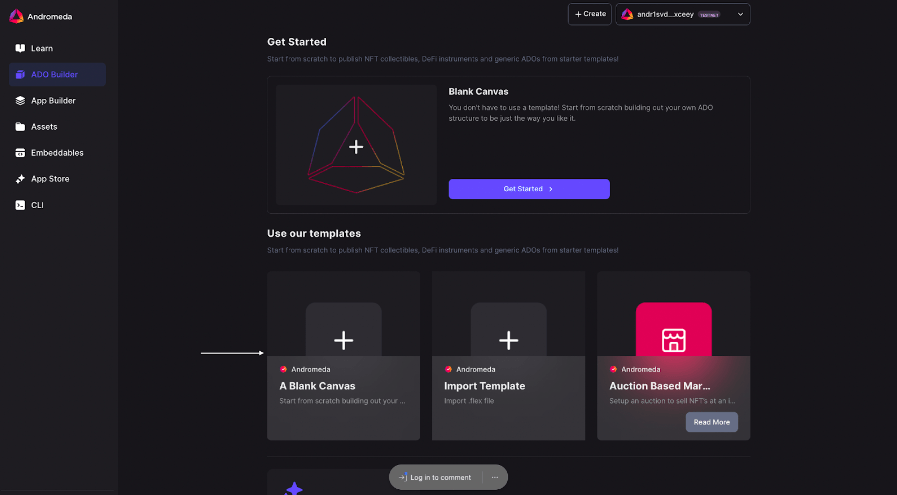 Andromeda
Create
andr1svd...xceey
TESTNET
Learn
ADO Builder
App Builder
Assets
Embeddables
App Store
CLI
Get Started
Start from scratch to publish NFT collectibles, DeFi instruments and generic ADOs from starter templates!
Blank Canvas
You don't have to use a template! Start from scratch building out your own ADO
structure to be just the way you like it.
Get Started
Use our templates
Start from scratch to publish NFT collectibles, DeFi instruments and generic ADOs from starter templates!
Andromeda
A Blank Canvas
Start from scratch building out your ...
Andromeda
Import Template
Import .flex file
Andromeda
Auction Based Mar...
Setup an auction to sell NFT's at an i...
Read More
Log in to comment